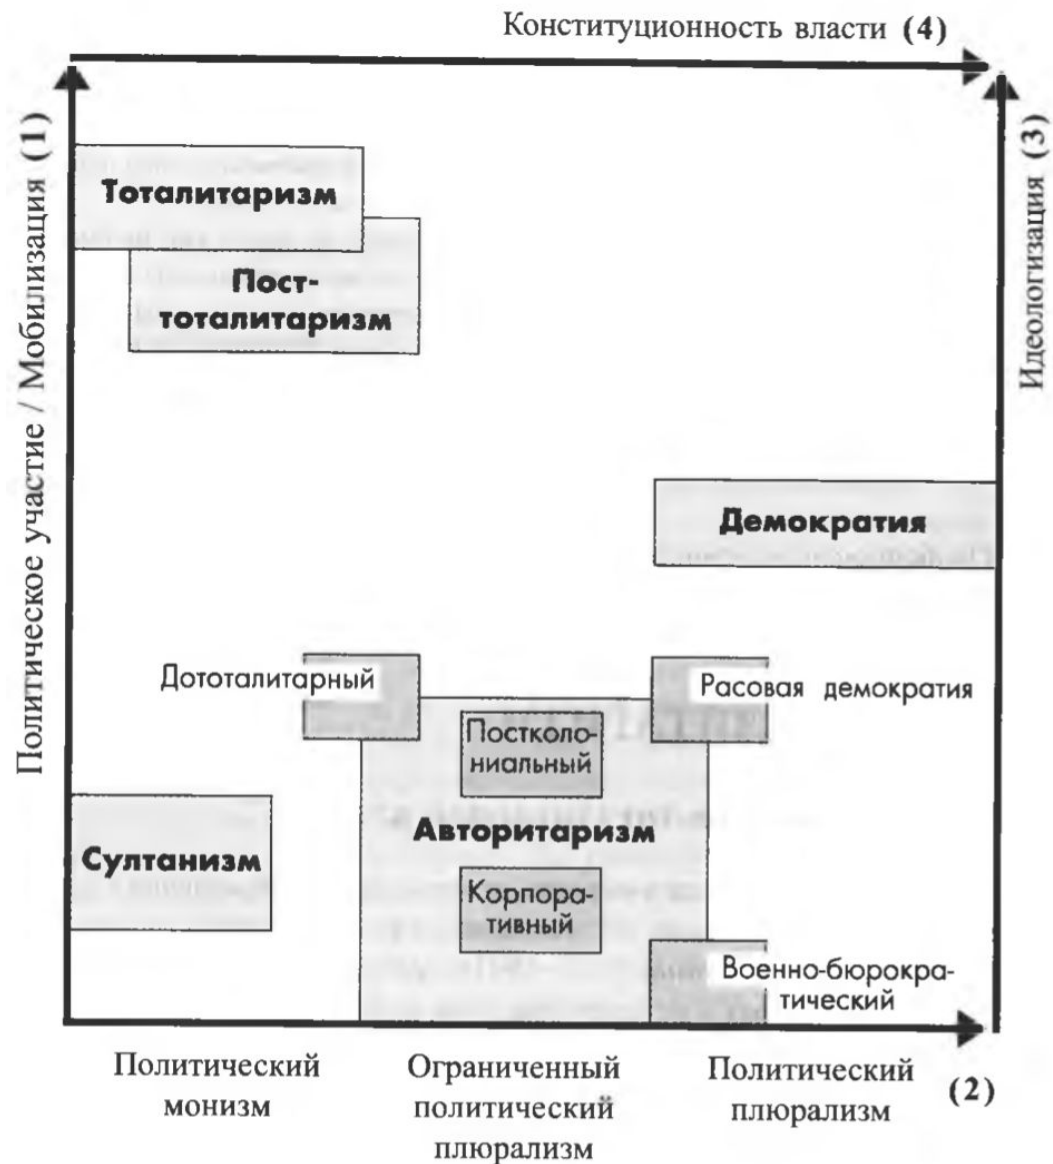 Конституционность власти (4)
Политическое участие / Мобилизация (1)
Идеологизация (3)
Тоталитаризм
Пост-
тоталитаризм
Демократия
Дототалитарный
Расовая демократия
Постколо-
ниальный
Авторитаризм
Султанизм
Корпора-
тивный
Военно-бюрокра-
тический
Политический
монизм
Ограниченный
политический
плюрализм
Политический
плюрализм
(2)